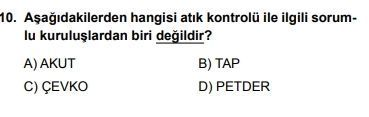 10. Aşağıdakilerden hangisi atık kontrolü ile ilgili sorum-
lu kuruluşlardan biri değildir?
A) AKUT B) TAP
C) ÇEVKO D) PETDER